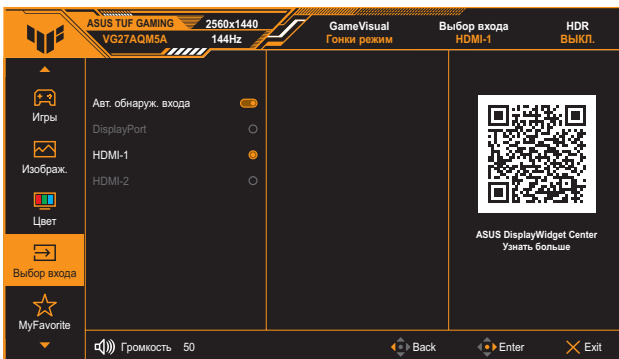 ASUS TUF GAMING 2560x1440
VG27AQM5A 144Hz
GameVisual
Гонки режим
Выбор входа
HDMI-1
HDR
ВЫКЛ.
Игры
Изображ.
Цвет
Выбор входа
MyFavorite
Авт. обнаруж. входа
DisplayPort
HDMI-1
HDMI-2
ASUS DisplayWidget Center
Узнать больше
Громкость 50
Back
Enter
Exit